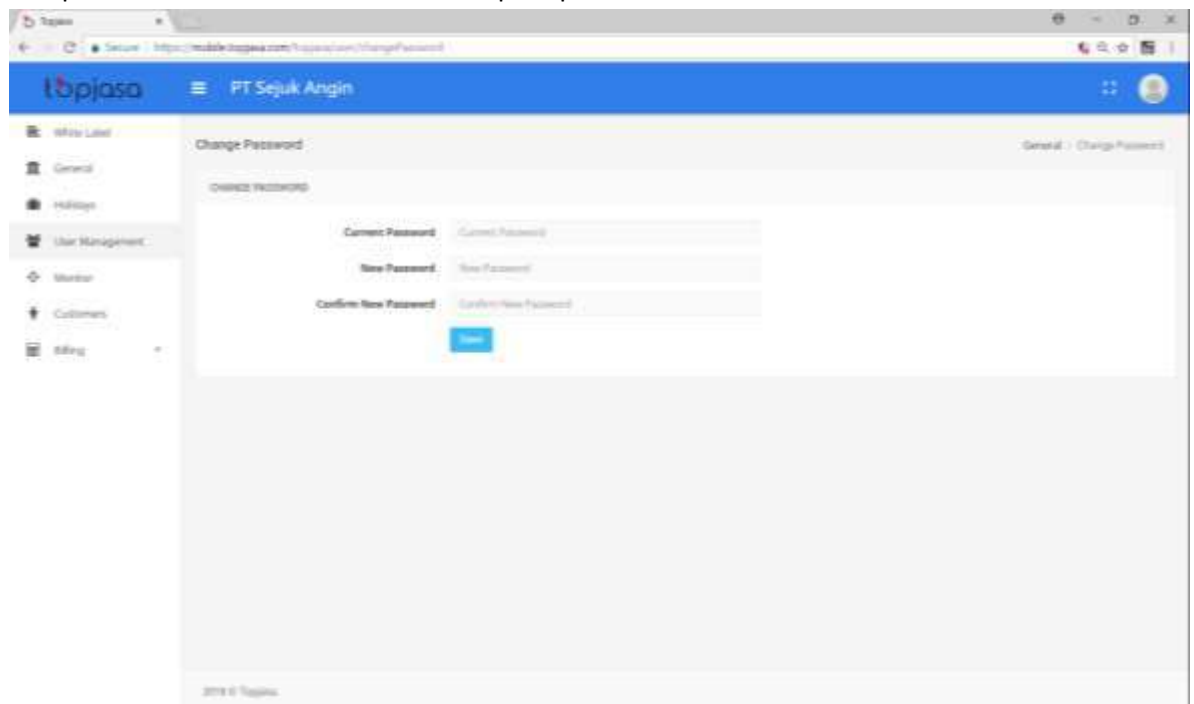 Topjasa
Secure
topjasa
PT Sejuk Angin
White Label
General
Holidays
User Management
Monitor
Customers
Billing
Change Password
General / Change Password
CHANGE PASSWORD
Current Password Current Password
New Password New Password
Confirm New Password Confirm New Password
Save
2018 © Topjasa.